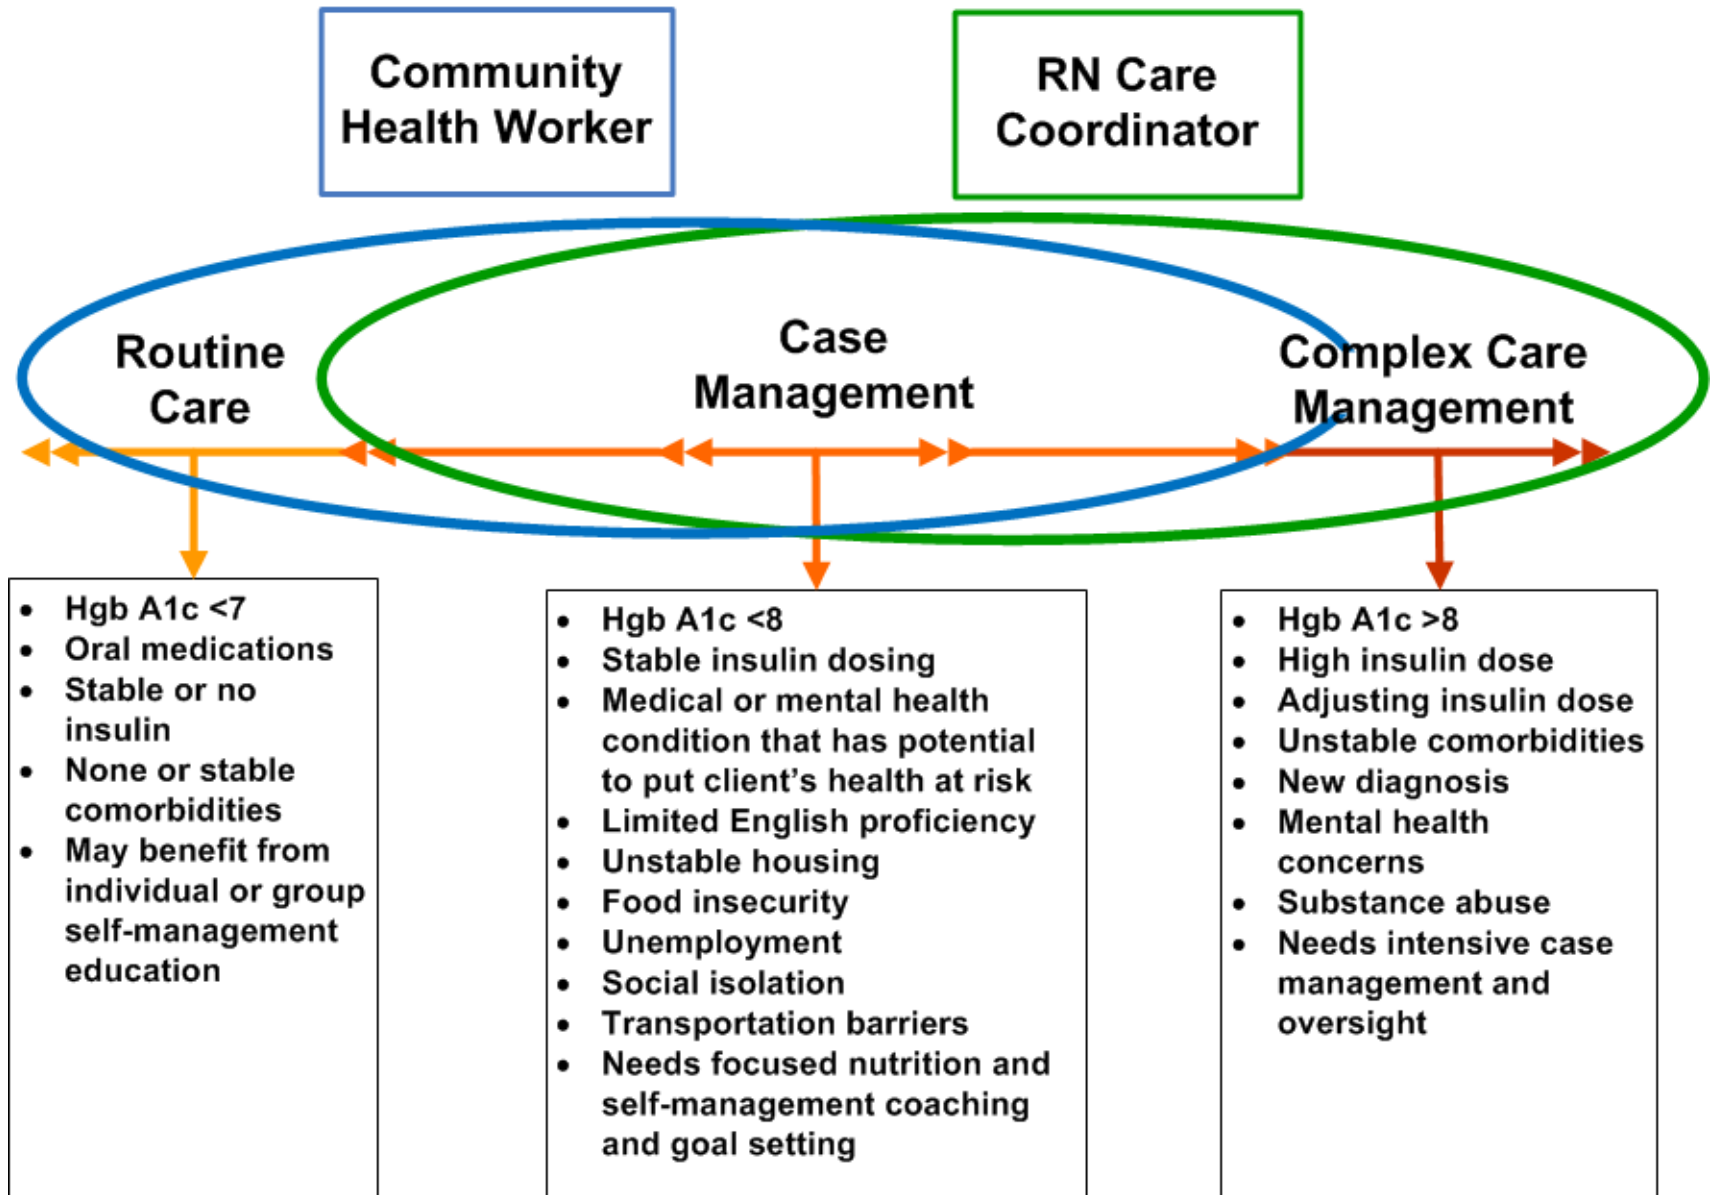 Community
Health Worker
RN Care
Coordinator
Routine
Care
Case
Management
Complex Care
Management
• Hgb A1c <7
• Oral medications
• Stable or no
insulin
• None or stable
comorbidities
• May benefit from
individual or group
self-management
education
• Hgb A1c <8
• Stable insulin dosing
• Medical or mental health
condition that has potential
to put client’s health at risk
• Limited English proficiency
• Unstable housing
• Food insecurity
• Unemployment
• Social isolation
• Transportation barriers
• Needs focused nutrition and
self-management coaching
and goal setting
• Hgb A1c >8
• High insulin dose
• Adjusting insulin dose
• Unstable comorbidities
• New diagnosis
• Mental health
concerns
• Substance abuse
• Needs intensive case
management and
oversight